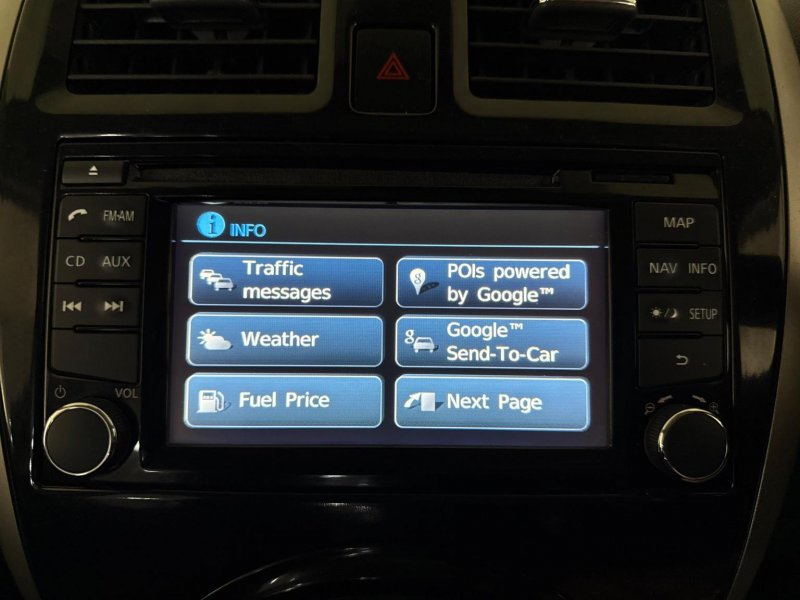 FM·AM
CD AUX
VOL
INFO
Traffic
messages
POIs powered
by Google™
Weather
Google™
Send-To-Car
Fuel Price
Next Page
MAP
NAV INFO
SETUP